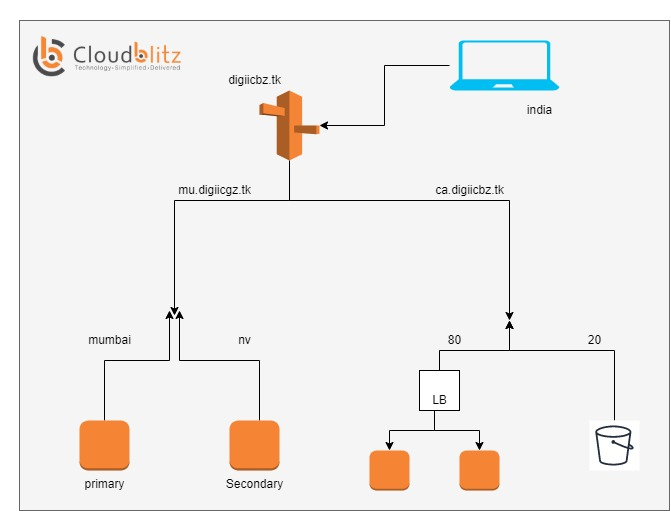 Cloudblitz
Technology-Simplified-Delivered
digiicbz.tk
india
mu.digiicgz.tk
ca.digiicbz.tk
mumbai
nv
80
20
LB
primary
Secondary